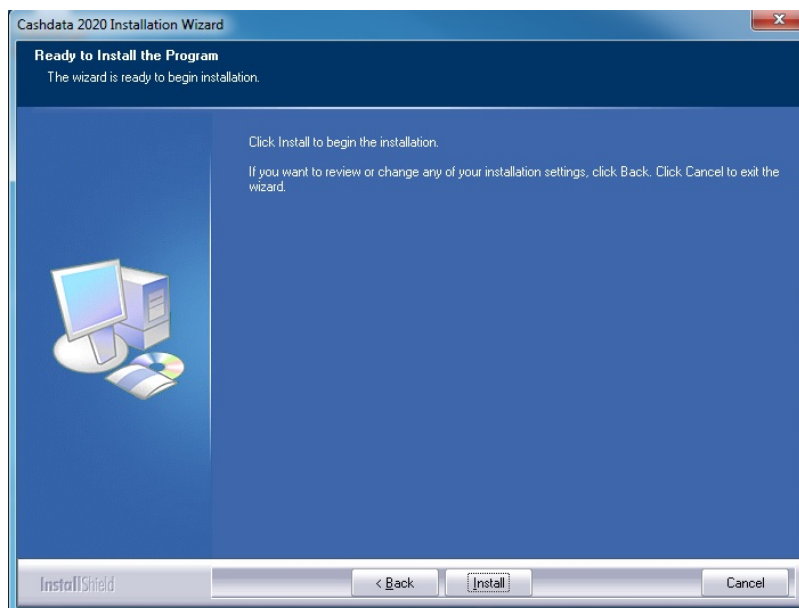 Cashdata 2020 Installation Wizard
Ready to Install the Program
The wizard is ready to begin installation.
Click Install to begin the installation.
If you want to review or change any of your installation settings, click Back. Click Cancel to exit the
wizard.
InstallShield
< Back
Install
Cancel